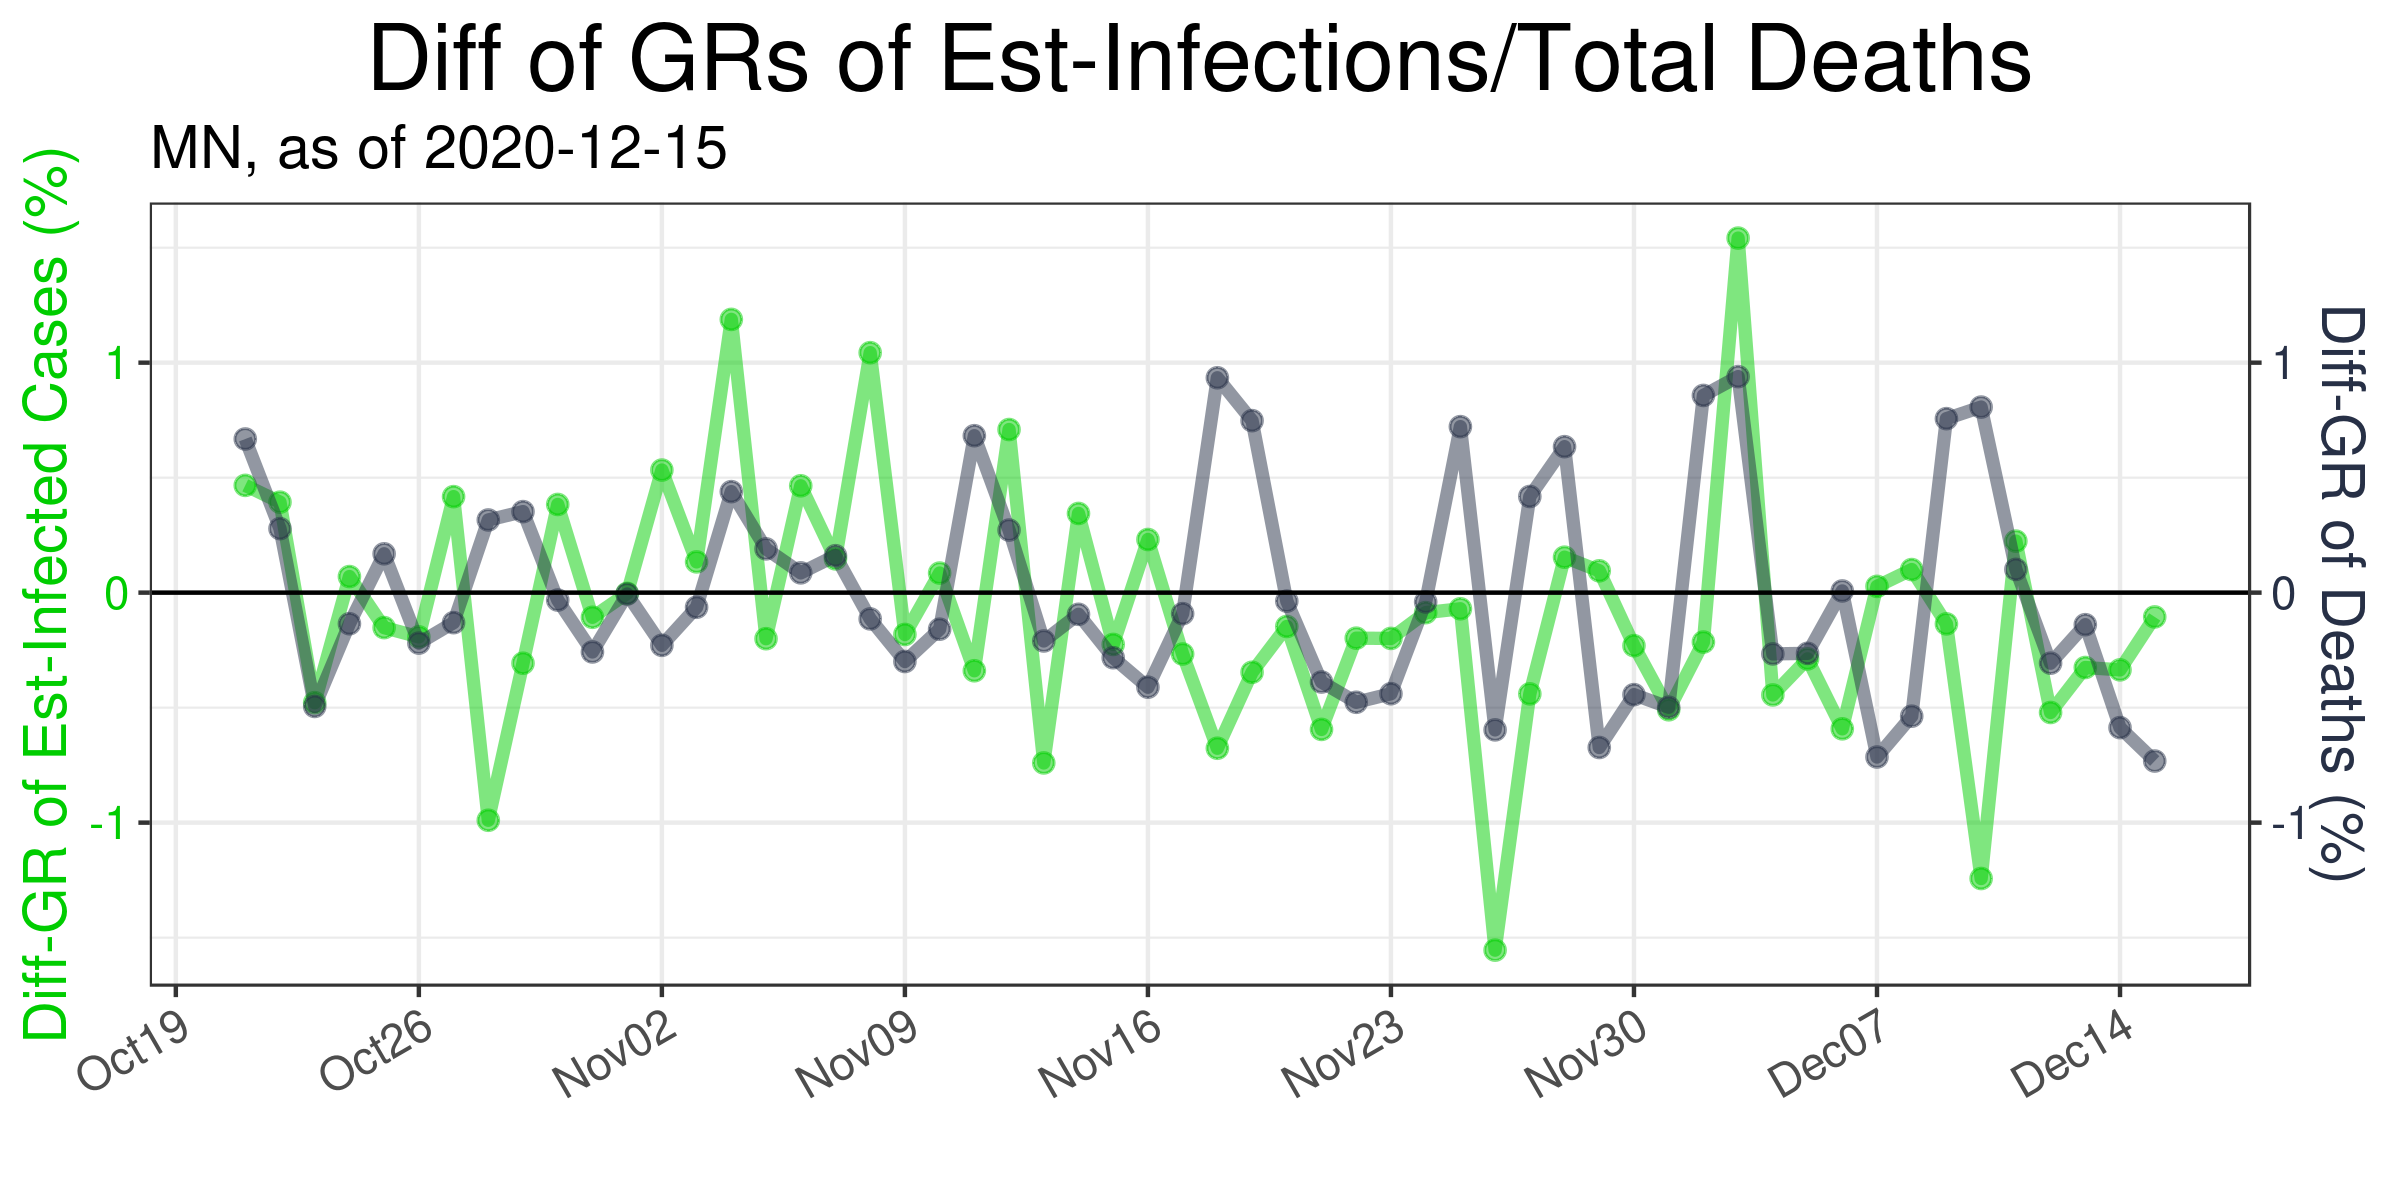 Diff of GRs of Est-Infections/Total Deaths
MN, as of 2020-12-15
Diff-GR of Est-Infected Cases (%)
1
0
-1
1
0
-1
Diff-GR of Deaths (%)
Oct19
Oct26
Nov02
Nov09
Nov16
Nov23
Nov30
Dec07
Dec14